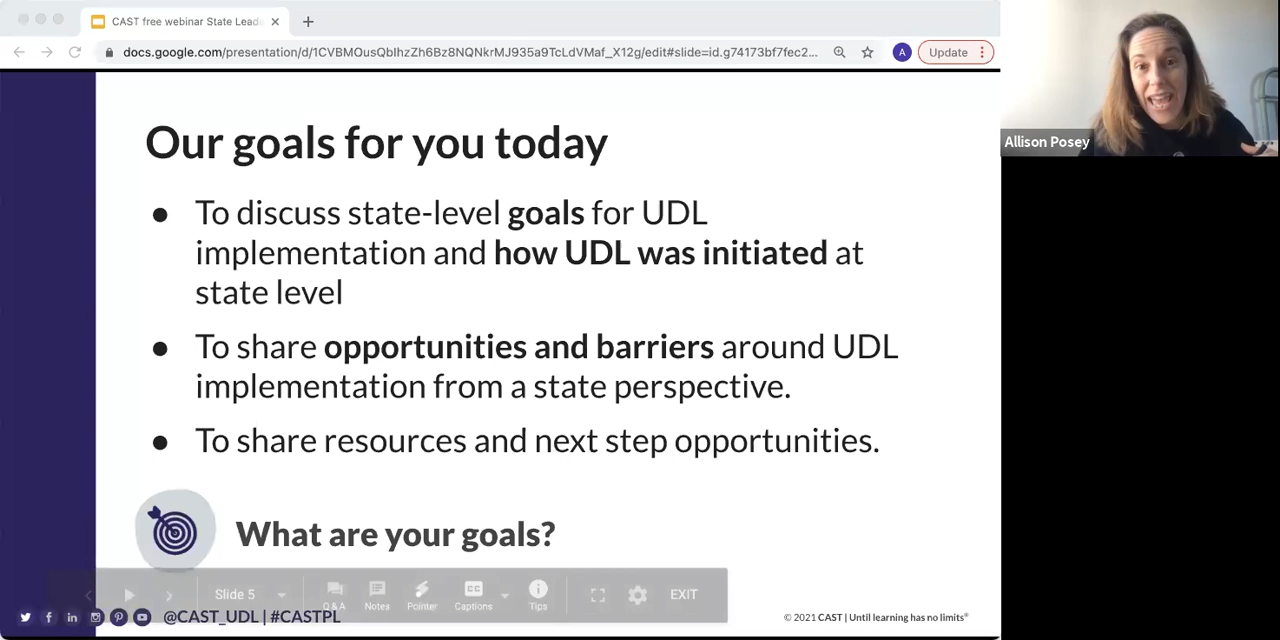 CAST free webinar State Leade
docs.google.com/presentation/d/1CVBMOusQbIhzZh6Bz8NQNkrMJ935a9TcLdVMaf_X12g/edit#slide=id.g74173bf7fec2...
A
Update
Allison Posey
Our goals for you today
● To discuss state-level goals for UDL
implementation and how UDL was initiated at
state level
● To share opportunities and barriers around UDL
implementation from a state perspective.
● To share resources and next step opportunities.
What are your goals?
Slide 5
Q & A
Notes
Pointer
CC
Captions
Tips
EXIT
@CAST_UDL | #CASTPL
© 2021 CAST | Until learning has no limits®